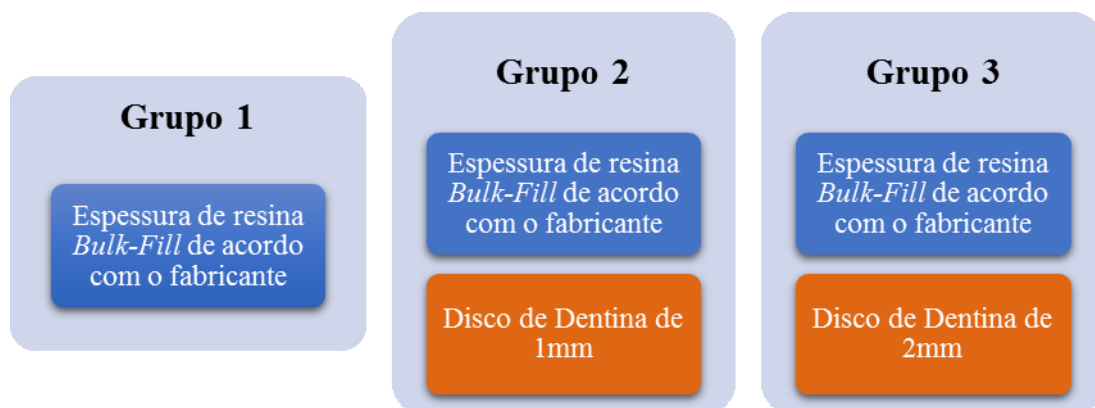 Grupo 1
Espessura de resina
Bulk-Fill de acordo
com o fabricante
Grupo 2
Espessura de resina
Bulk-Fill de acordo
com o fabricante
Disco de Dentina de
1mm
Grupo 3
Espessura de resina
Bulk-Fill de acordo
com o fabricante
Disco de Dentina de
2mm